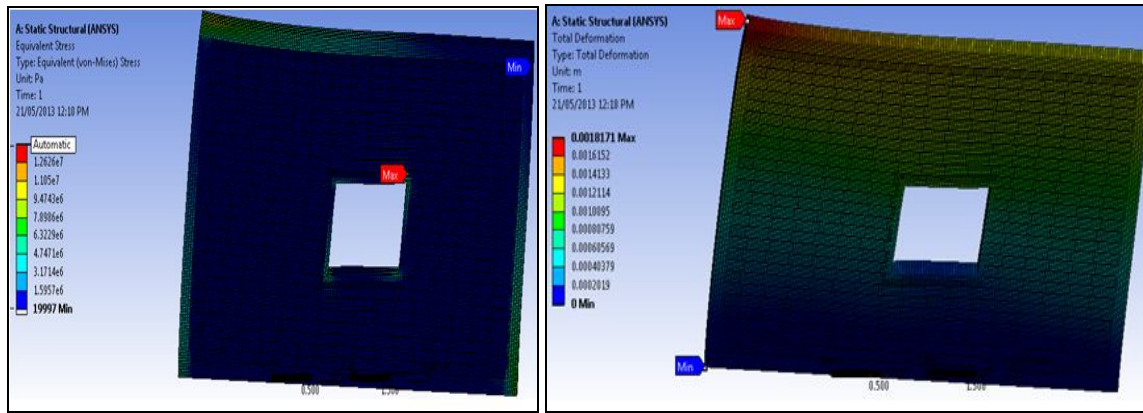 A: Static Structural (ANSYS)
Equivalent Stress
Type: Equivalent (von-Mises) Stress
Unit: Pa
Time: 1
21/05/2013 12:18 PM
Automatic
1.2626e7
1.105e7
9.4743e6
7.8986e6
6.3229e6
4.7471e6
3.1714e6
1.5957e6
19997 Min
Min
Max
0.500
1.500
A: Static Structural (ANSYS)
Total Deformation
Type: Total Deformation
Unit: m
Time: 1
21/05/2013 12:18 PM
0.0018171 Max
0.0016152
0.0014133
0.0012114
0.0010095
0.00080759
0.00060569
0.00040379
0.0002019
0 Min
Max
Min
0.500
1.500